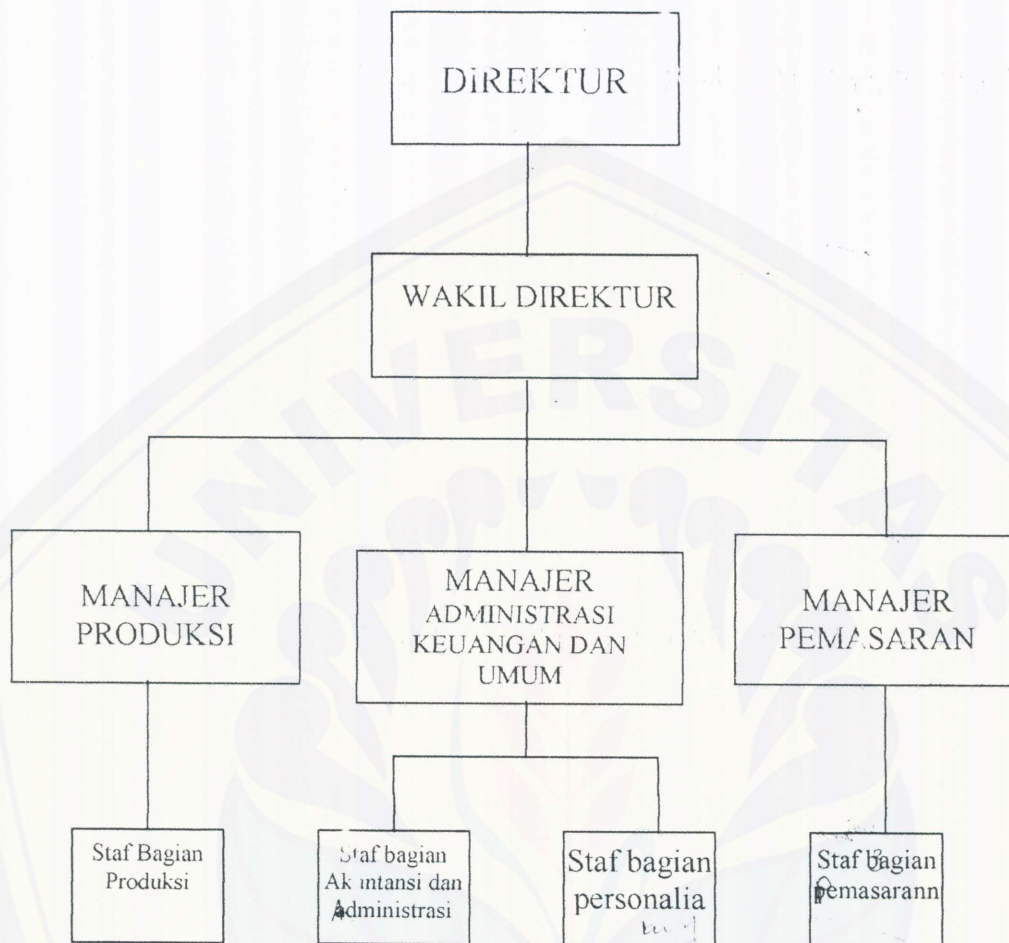 DIREKTUR
WAKIL DIREKTUR
UNIVERSITAS
MANAJER
PRODUKSI
MANAJER
ADMINISTRASI
KEUANGAN DAN
UMUM
MANAJER
PEMASARAN
Staf Bagian
Produksi
Staf bagian
Akuntansi dan
Administrasi
Staf bagian
personalia
Staf bagian
pemasarann